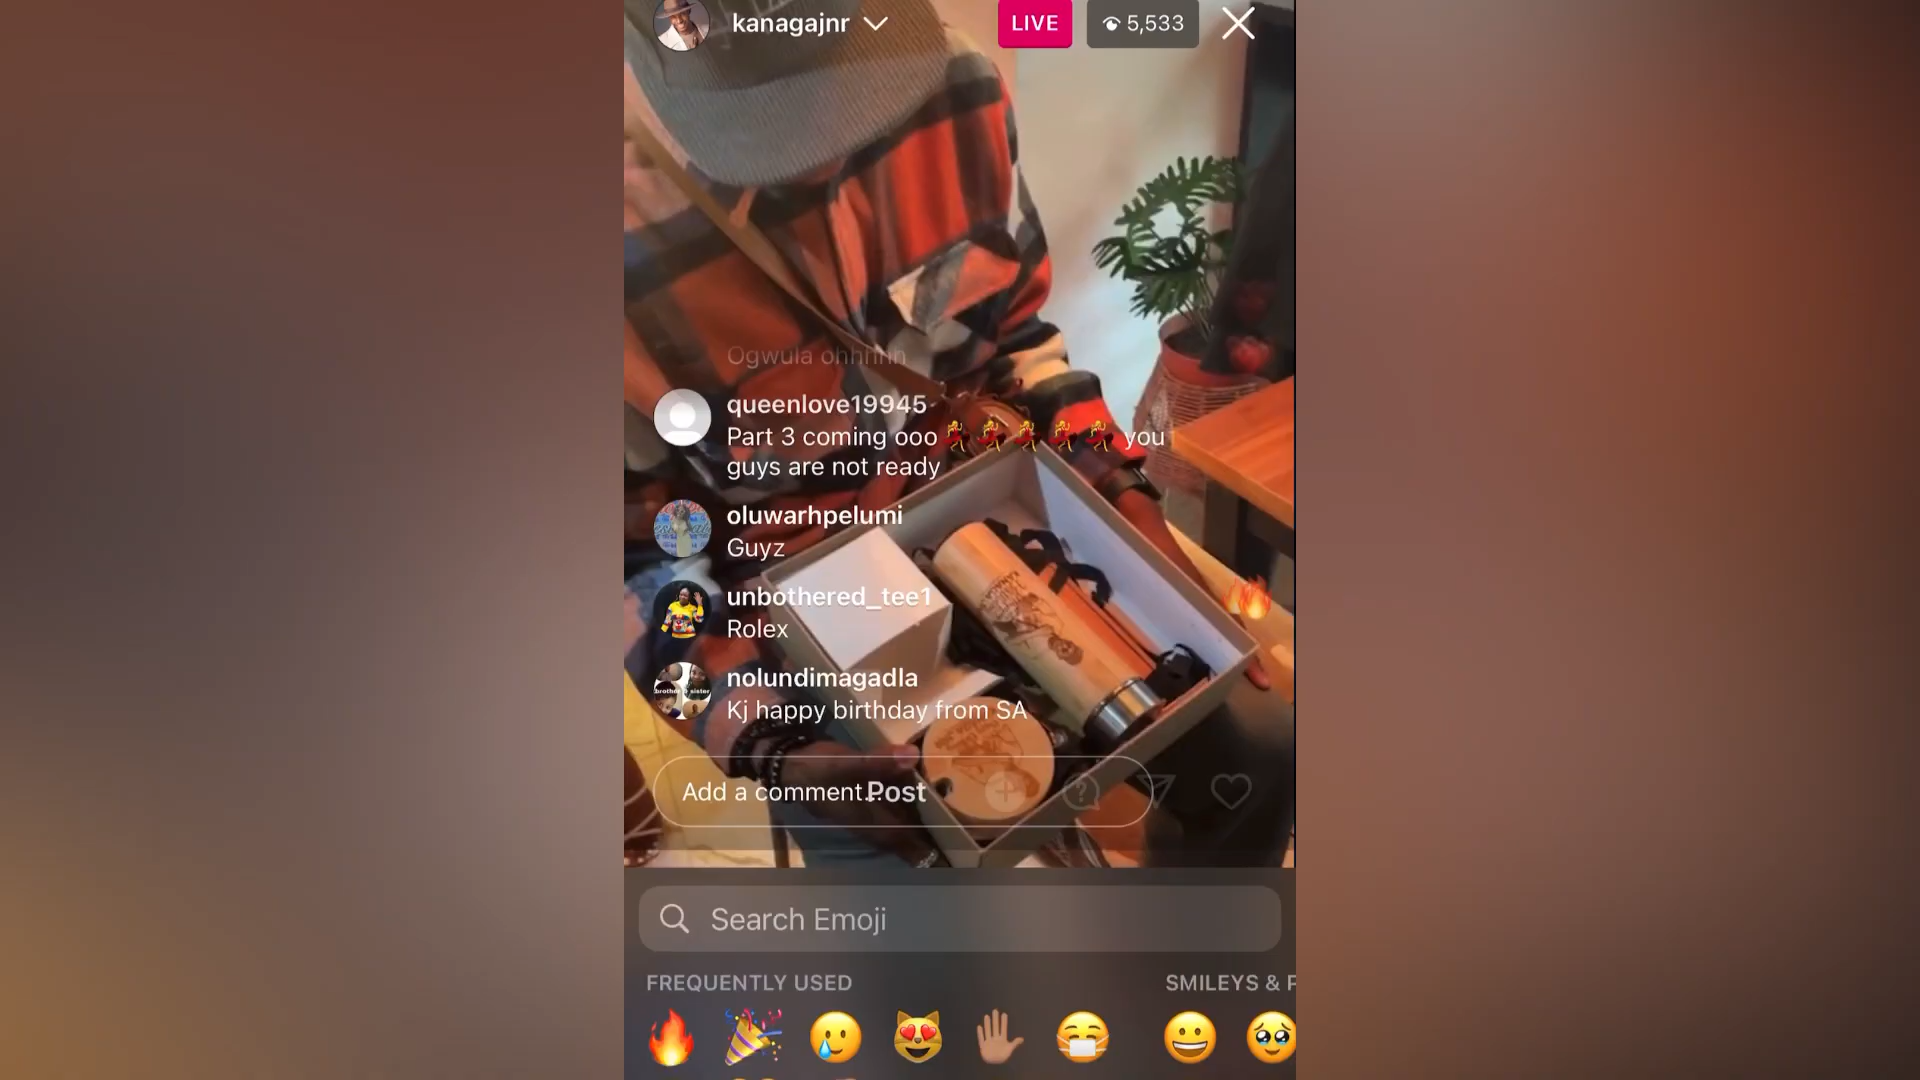 kanagajnr
LIVE
5,533
Ogwula ohhhhh
queenlove19945
Part 3 coming ooo 💃💃💃💃💃 you
guys are not ready
oluwarhpelumi
Guyz
unbothered_tee1
Rolex
nolundimagadla
Kj happy birthday from SA
Add a comment...
Post
Search Emoji
FREQUENTLY USED
SMILEYS & P